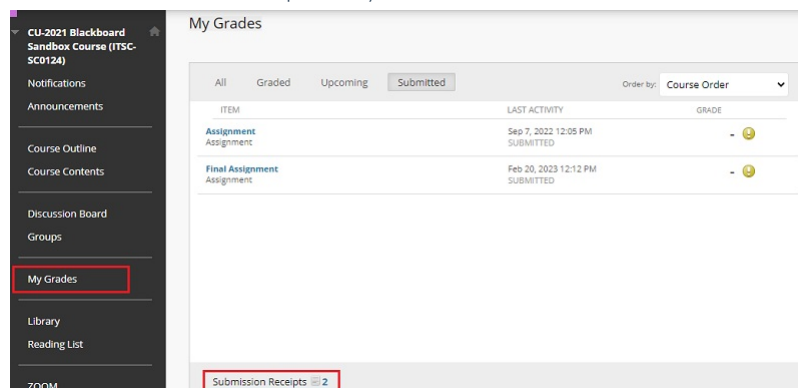 CU-2021 Blackboard
Sandbox Course (ITSC-
SC0124)
Notifications
Announcements
Course Outline
Course Contents
Discussion Board
Groups
My Grades
Library
Reading List
ZOOM
My Grades
All Graded Upcoming Submitted Order by: Course Order
ITEM LAST ACTIVITY GRADE
Assignment Sep 7, 2022 12:05 PM -
Assignment SUBMITTED
Final Assignment Feb 20, 2023 12:12 PM -
Assignment SUBMITTED
Submission Receipts 2